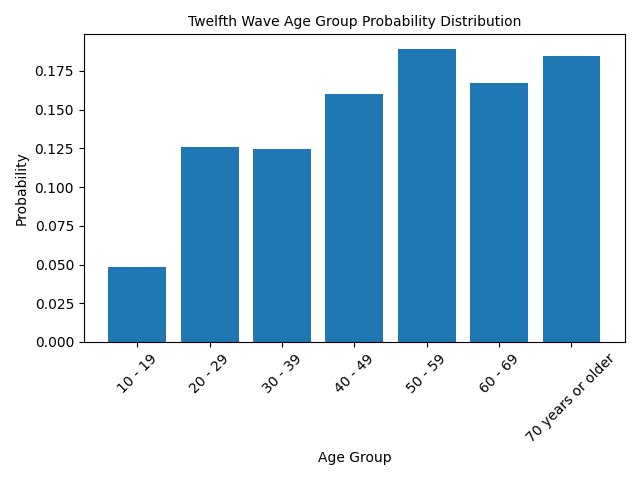 Twelfth Wave Age Group Probability Distribution
Probability
0.175
0.150
0.125
0.100
0.075
0.050
0.025
0.000
10 - 19
20 - 29
30 - 39
40 - 49
50 - 59
60 - 69
70 years or older
Age Group